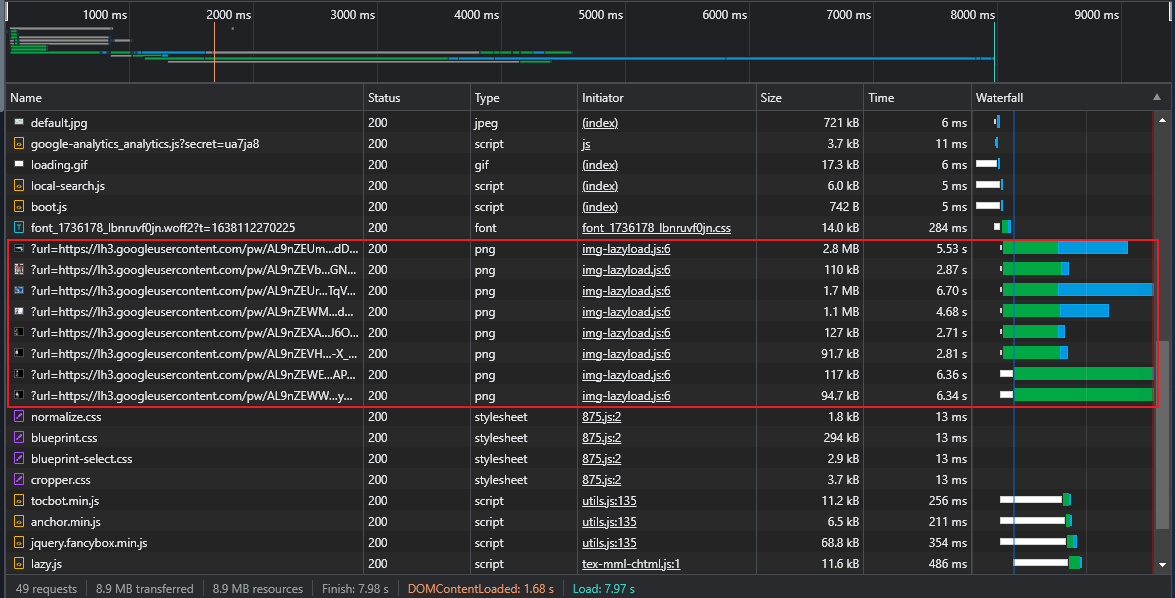 1000 ms 2000 ms 3000 ms 4000 ms 5000 ms 6000 ms 7000 ms 8000 ms 9000 ms
Name Status Type Initiator Size Time Waterfall
default.jpg 200 jpeg (index) 721 kB 6 ms
google-analytics_analytics.js?secret=ua7ja8 200 script js 3.7 kB 11 ms
loading.gif 200 gif (index) 17.3 kB 6 ms
local-search.js 200 script (index) 6.0 kB 5 ms
boot.js 200 script (index) 742 B 5 ms
font_1736178_lbnruvf0jn.woff2?t=1638112270225 200 font font_1736178_lbnruvf0jn.css 14.0 kB 284 ms
?url=https://lh3.googleusercontent.com/pw/AL9nZEUm...dD... 200 png img-lazyload.js:6 2.8 MB 5.53 s
?url=https://lh3.googleusercontent.com/pw/AL9nZEVb...GN... 200 png img-lazyload.js:6 110 kB 2.87 s
?url=https://lh3.googleusercontent.com/pw/AL9nZEUr...TqV... 200 png img-lazyload.js:6 1.7 MB 6.70 s
?url=https://lh3.googleusercontent.com/pw/AL9nZEWM...d... 200 png img-lazyload.js:6 1.1 MB 4.68 s
?url=https://lh3.googleusercontent.com/pw/AL9nZEXA...J6O... 200 png img-lazyload.js:6 127 kB 2.71 s
?url=https://lh3.googleusercontent.com/pw/AL9nZEVH...-X_... 200 png img-lazyload.js:6 91.7 kB 2.81 s
?url=https://lh3.googleusercontent.com/pw/AL9nZEWE...AP... 200 png img-lazyload.js:6 117 kB 6.36 s
?url=https://lh3.googleusercontent.com/pw/AL9nZEWW...y... 200 png img-lazyload.js:6 94.7 kB 6.34 s
normalize.css 200 stylesheet 875.js:2 1.8 kB 13 ms
blueprint.css 200 stylesheet 875.js:2 294 kB 13 ms
blueprint-select.css 200 stylesheet 875.js:2 2.9 kB 13 ms
cropper.css 200 stylesheet 875.js:2 3.7 kB 13 ms
tocbot.min.js 200 script utils.js:135 11.2 kB 256 ms
anchor.min.js 200 script utils.js:135 6.5 kB 211 ms
jquery.fancybox.min.js 200 script utils.js:135 68.8 kB 354 ms
lazy.js 200 script tex-mml-chtml.js:1 11.6 kB 486 ms
49 requests 8.9 MB transferred 8.9 MB resources Finish: 7.98 s DOMContentLoaded: 1.68 s Load: 7.97 s